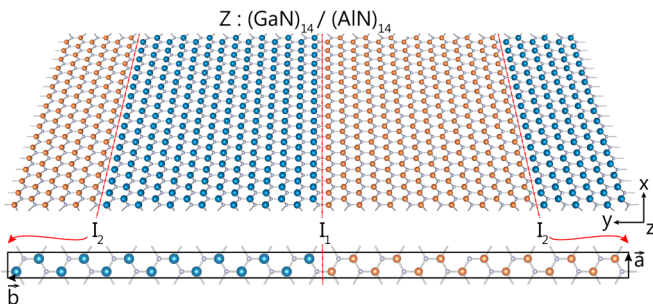 Z : (GaN)₁₄ / (AlN)₁₄
x
y
z
I₂
I₁
I₂
a⃗
b⃗